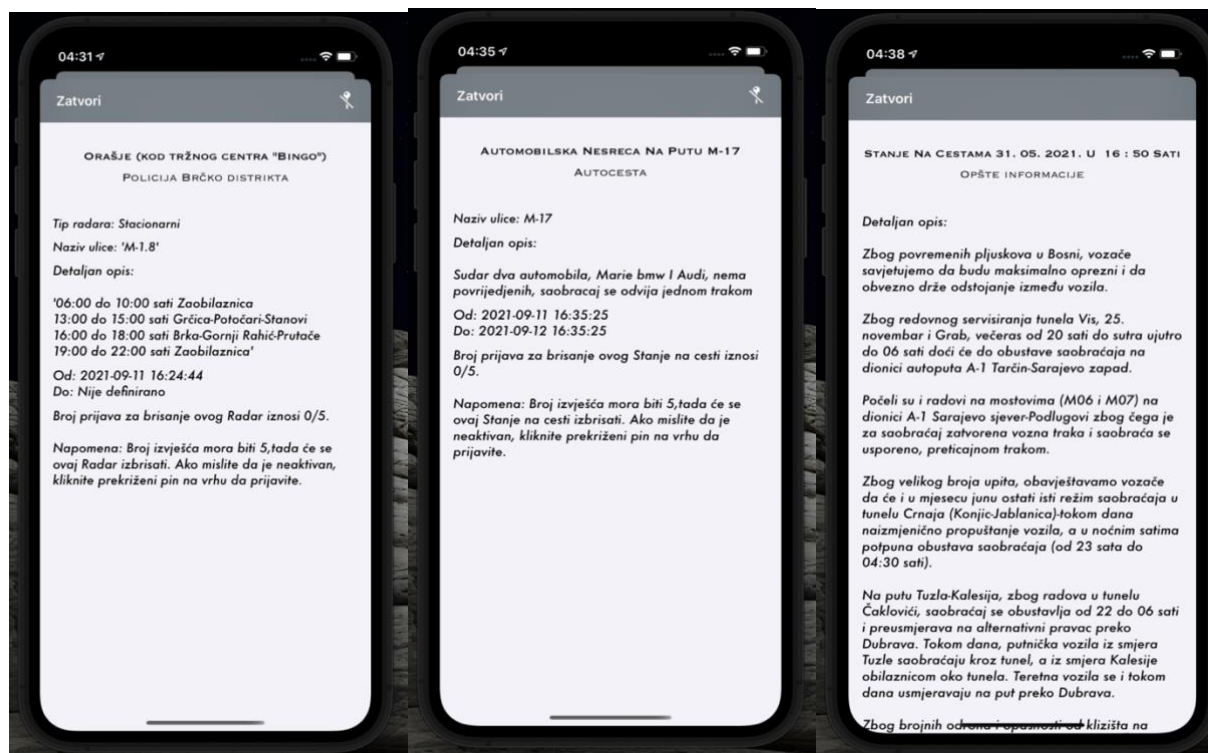 04:31
Zatvori
ORAŠJE (KOD TRŽNOG CENTRA "BINGO")
POLICIJA BRČKO DISTRIKTA
Tip radara: Stacionarni
Naziv ulice: 'M-1.8'
Detaljan opis:
'06:00 do 10:00 sati Zaobilaznica
13:00 do 15:00 sati Grčica-Potočari-Stanovi
16:00 do 18:00 sati Brka-Gornji Rahić-Prutače
19:00 do 22:00 sati Zaobilaznica'
Od: 2021-09-11 16:24:44
Do: Nije definirano
Broj prijava za brisanje ovog Radar iznosi 0/5.
Napomena: Broj izvješća mora biti 5,tada će se
ovaj Radar izbrisati. Ako mislite da je neaktivan,
kliknite prekriženi pin na vrhu da prijavite.
04:35
Zatvori
AUTOMOBILSKA NESRECA NA PUTU M-17
AUTOCESTA
Naziv ulice: M-17
Detaljan opis:
Sudar dva automobila, Marie bmw I Audi, nema
povrijedjenih, saobracaj se odvija jednom trakom
Od: 2021-09-11 16:35:25
Do: 2021-09-12 16:35:25
Broj prijava za brisanje ovog Stanje na cesti iznosi
0/5.
Napomena: Broj izvješća mora biti 5,tada će se
ovaj Stanje na cesti izbrisati. Ako mislite da je
neaktivan, kliknite prekriženi pin na vrhu da
prijavite.
04:38
Zatvori
STANJE NA CESTAMA 31. 05. 2021. U 16 : 50 SATI
OPŠTE INFORMACIJE
Detaljan opis:
Zbog povremenih pljuskova u Bosni, vozače
savjetujemo da budu maksimalno oprezni i da
obvezno drže odstojanje između vozila.
Zbog redovnog servisiranja tunela Vis, 25.
novembar i Grab, večeras od 20 sati do sutra ujutro
do 06 sati doći će do obustave saobraćaja na
dionici autoputa A-1 Tarčin-Sarajevo zapad.
Počeli su i radovi na mostovima (M06 i M07) na
dionici A-1 Sarajevo sjever-Podlugovi zbog čega je
za saobraćaj zatvorena vozna traka i saobraća se
usporeno, preticajnom trakom.
Zbog velikog broja upita, obavještavamo vozače
da će i u mjesecu junu ostati isti režim saobraćaja u
tunelu Crnaja (Konjic-Jablanica)-tokom dana
naizmjenično propuštanje vozila, a u noćnim satima
potpuna obustava saobraćaja (od 23 sata do
04:30 sati).
Na putu Tuzla-Kalesija, zbog radova u tunelu
Čaklovići, saobraćaj se obustavlja od 22 do 06 sati
i preusmjerava na alternativni pravac preko
Dubrava. Tokom dana, putnička vozila iz smjera
Tuzle saobraćaju kroz tunel, a iz smjera Kalesije
obilaznicom oko tunela. Teretna vozila se i tokom
dana usmjeravaju na put preko Dubrava.
Zbog brojnih odrona i opasnosti od klizišta na